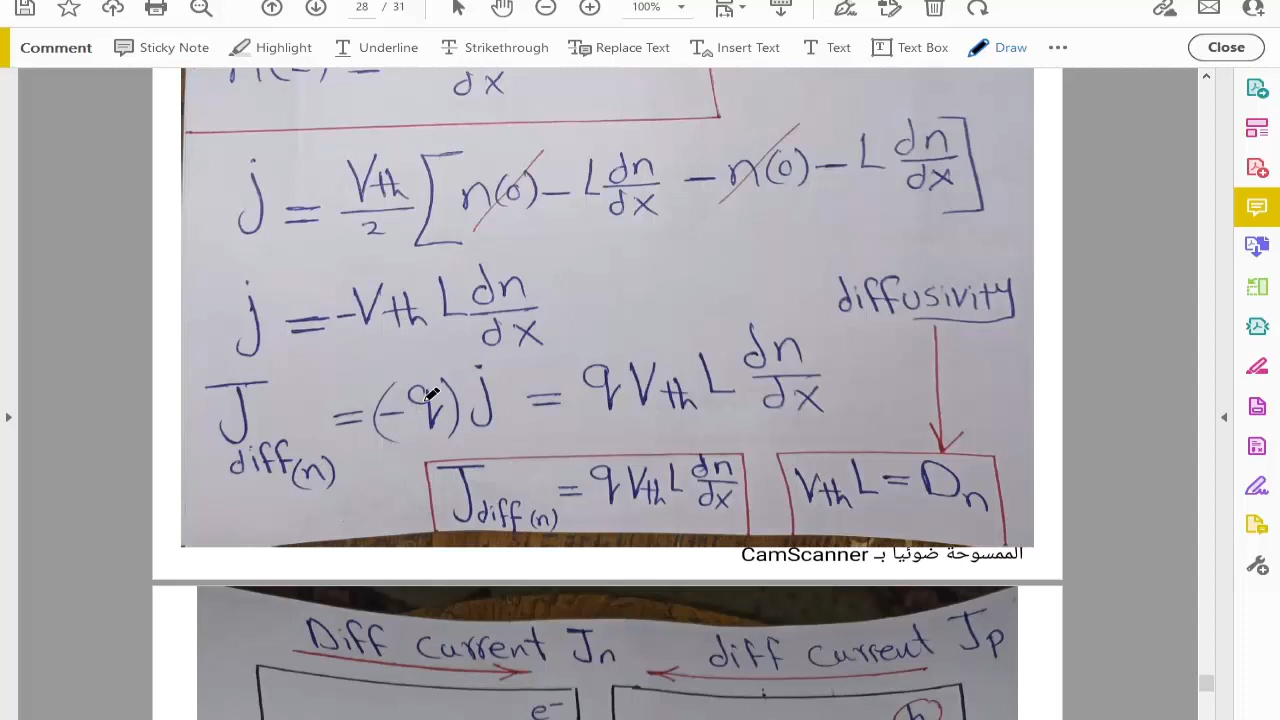 28 / 31
100%
Comment Sticky Note Highlight Underline Strikethrough Replace Text Insert Text Text Text Box Draw Close
dx
j = Vth/2 [ n(0) - L dn/dx - n(0) - L dn/dx ]
j = -Vth L dn/dx
diffusivity
J diff(n) = (-q) j = q Vth L dn/dx
J diff(n) = q Vth L dn/dx
Vth L = Dn
الممسوحة ضوئيا بـ CamScanner
Diff Current Jn
diff current Jp
e-
h